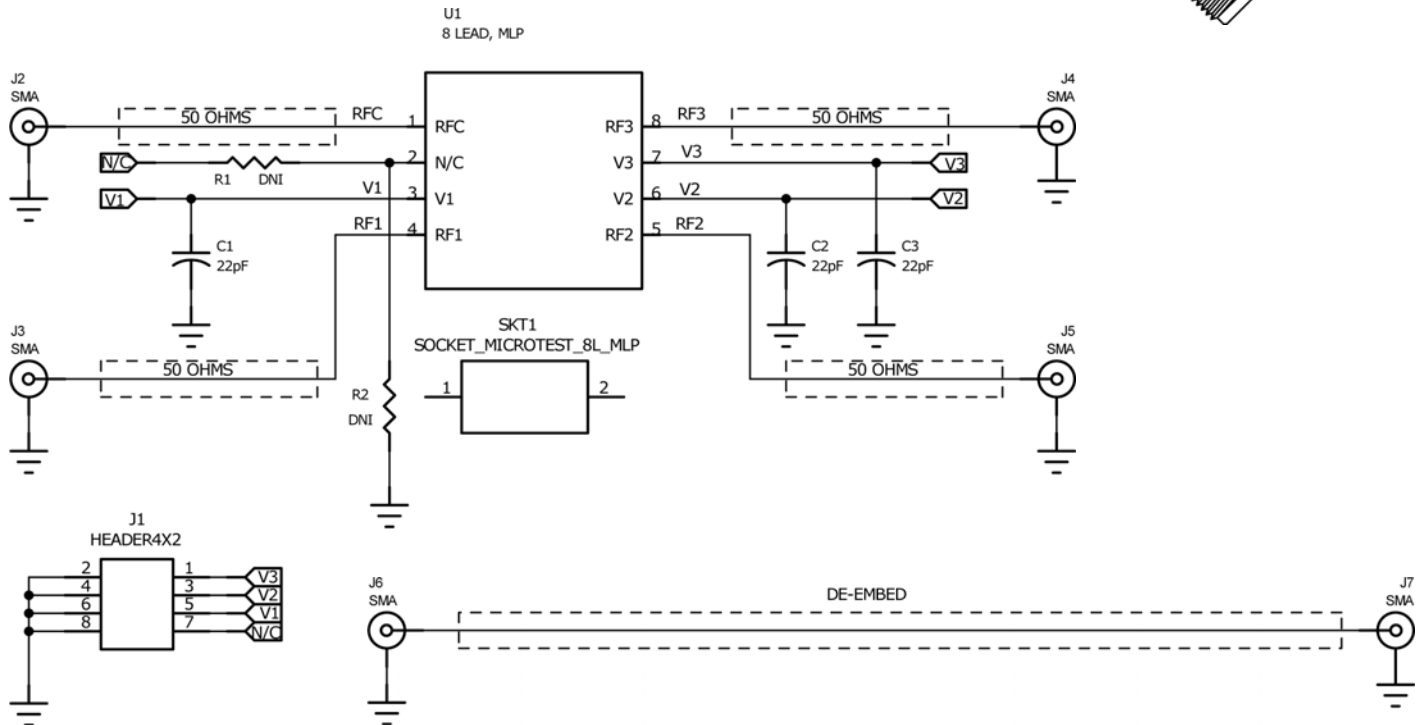 U1
8 LEAD, MLP
J2
SMA
50 OHMS
RFC
1
RFC
N/C
R1
DNI
2
N/C
V1
V1
3
V1
RF1
4
RF1
C1
22pF
RF3
8
RF3
50 OHMS
J4
SMA
V3
7
V3
V3
V2
6
V2
V2
RF2
5
RF2
C2
22pF
C3
22pF
J3
SMA
50 OHMS
R2
DNI
SKT1
SOCKET_MICROTEST_8L_MLP
1
2
50 OHMS
J5
SMA
J1
HEADER4X2
2
1
V3
4
3
V2
6
5
V1
8
7
N/C
J6
SMA
DE-EMBED
J7
SMA